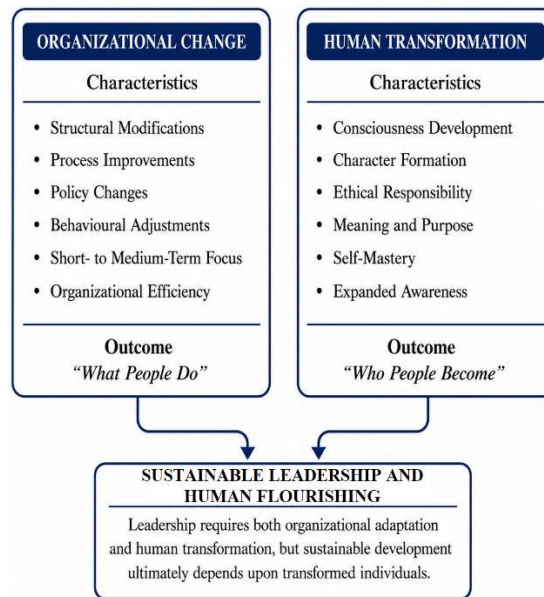 ORGANIZATIONAL CHANGE
Characteristics
• Structural Modifications
• Process Improvements
• Policy Changes
• Behavioural Adjustments
• Short- to Medium-Term Focus
• Organizational Efficiency
Outcome
“What People Do”
HUMAN TRANSFORMATION
Characteristics
• Consciousness Development
• Character Formation
• Ethical Responsibility
• Meaning and Purpose
• Self-Mastery
• Expanded Awareness
Outcome
“Who People Become”
SUSTAINABLE LEADERSHIP AND
HUMAN FLOURISHING
Leadership requires both organizational adaptation
and human transformation, but sustainable development
ultimately depends upon transformed individuals.